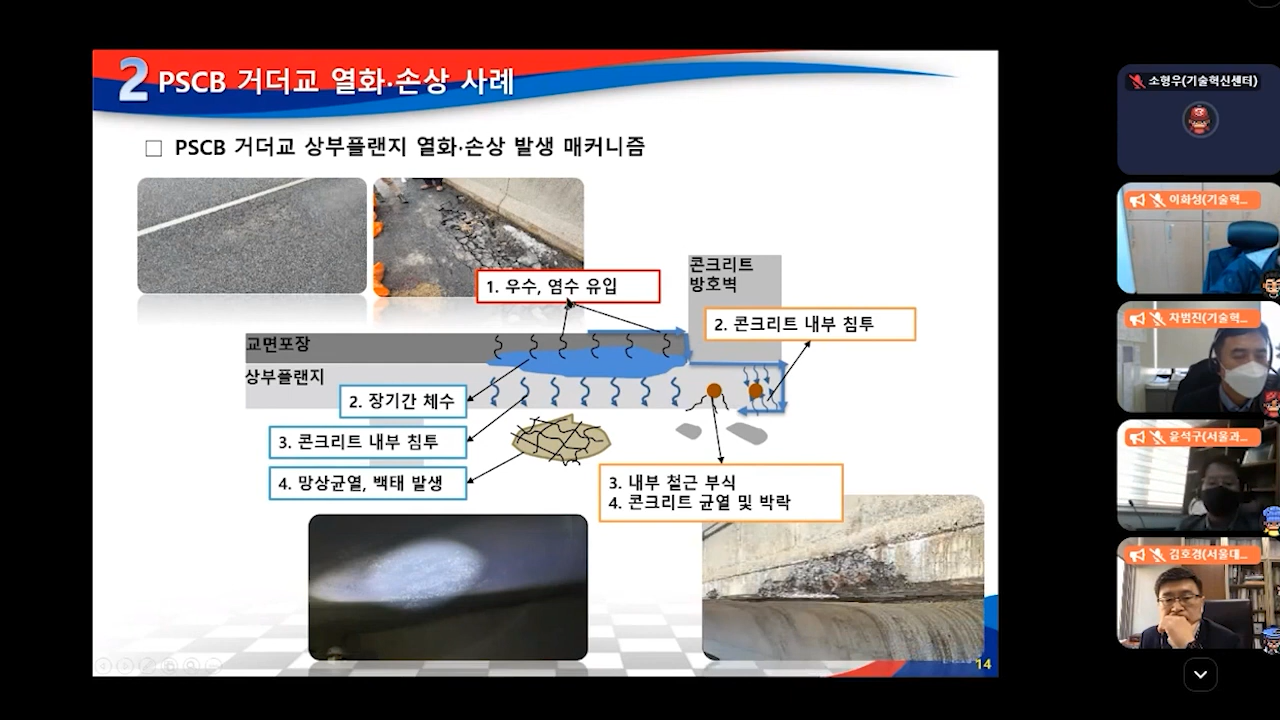 2 PSCB 거더교 열화·손상 사례
□ PSCB 거더교 상부플랜지 열화·손상 발생 매커니즘
1. 우수, 염수 유입
콘크리트
방호벽
2. 콘크리트 내부 침투
교면포장
상부플랜지
2. 장기간 체수
3. 콘크리트 내부 침투
4. 망상균열, 백태 발생
3. 내부 철근 부식
4. 콘크리트 균열 및 박락
14
소형우(기술혁신센터)
이화성(기술혁...
차범진(기술혁...
윤석구(서울과...
김호경(서울대...